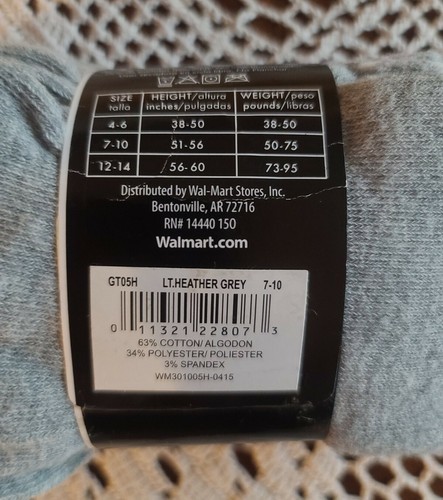 SIZE HEIGHT/altura WEIGHT/peso
talla inches/pulgadas pounds/libras
4-6 38-50 38-50
7-10 51-56 50-75
12-14 56-60 73-95
Distributed by Wal-Mart Stores, Inc.
Bentonville, AR 72716
RN# 14440 150
Walmart.com
GT05H LT.HEATHER GREY 7-10
0 11321 22807 3
63% COTTON/ ALGODON
34% POLYESTER/ POLIESTER
3% SPANDEX
WM301005H-0415